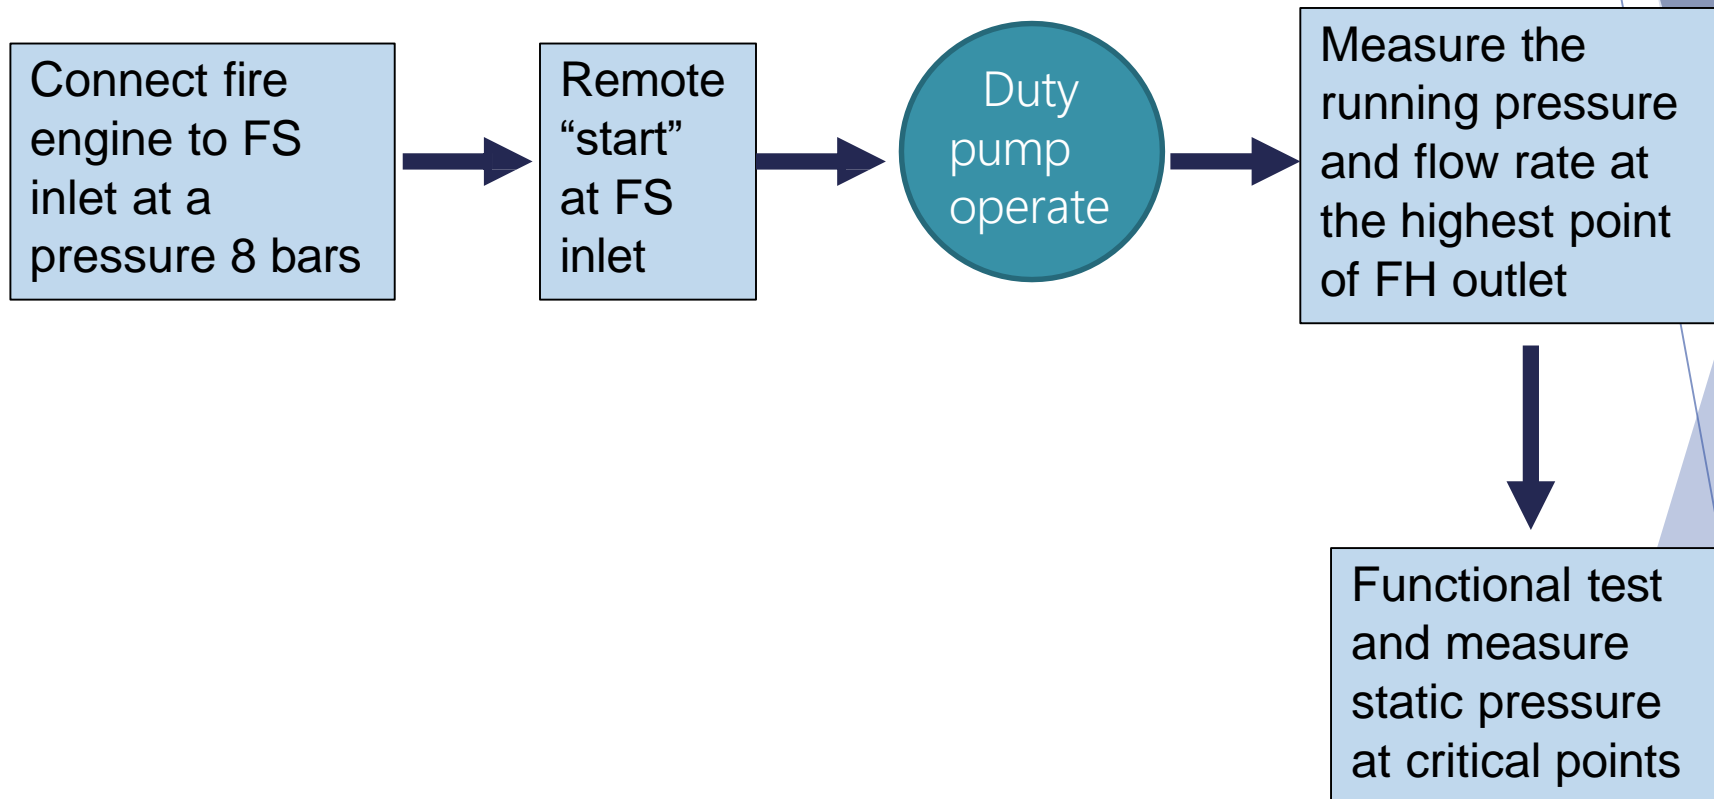 Connect fire
engine to FS
inlet at a
pressure 8 bars
Remote
“start”
at FS
inlet
Duty
pump
operate
Measure the
running pressure
and flow rate at
the highest point
of FH outlet
Functional test
and measure
static pressure
at critical points